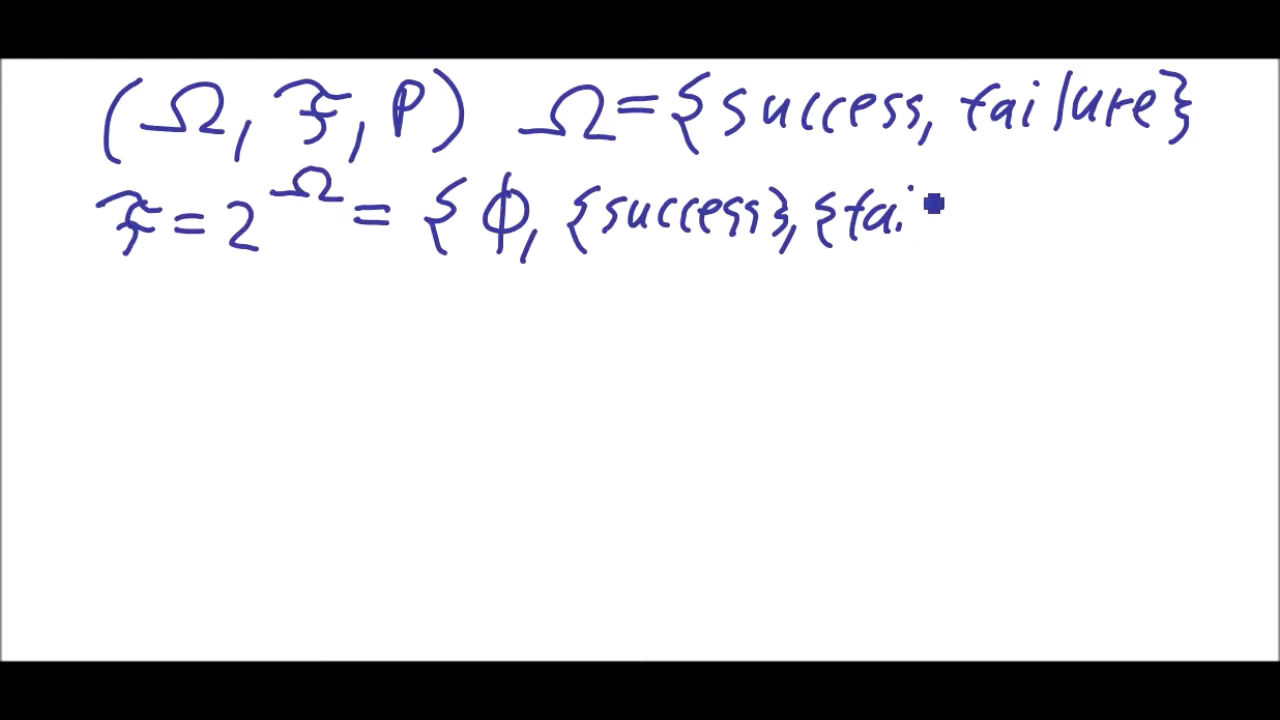 (Ω, ℱ, P) Ω = {success, failure}
ℱ = 2^Ω = {ϕ, {success}, {fai